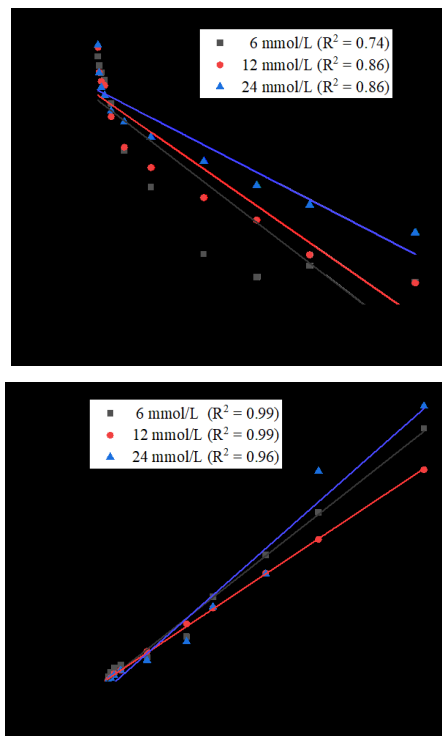 6 mmol/L (R² = 0.74)
12 mmol/L (R² = 0.86)
24 mmol/L (R² = 0.86)
6 mmol/L (R² = 0.99)
12 mmol/L (R² = 0.99)
24 mmol/L (R² = 0.96)